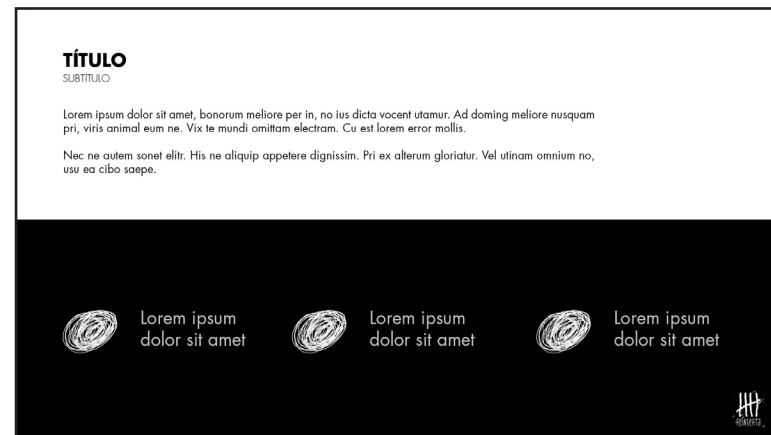 TÍTULO
SUBTÍTULO
Lorem ipsum dolor sit amet, bonorum meliore per in, no ius dicta vocent utamur. Ad doming meliore nusquam
pri, viris animal eum ne. Vix te mundi omittam electram. Cu est lorem error mollis.
Nec ne autem sonet elitr. His ne aliquip appetere dignissim. Pri ex alterum gloriatur. Vel utinam omnium no,
usu ea cibo saepe.
Lorem ipsum
dolor sit amet
Lorem ipsum
dolor sit amet
Lorem ipsum
dolor sit amet
REINSERTA